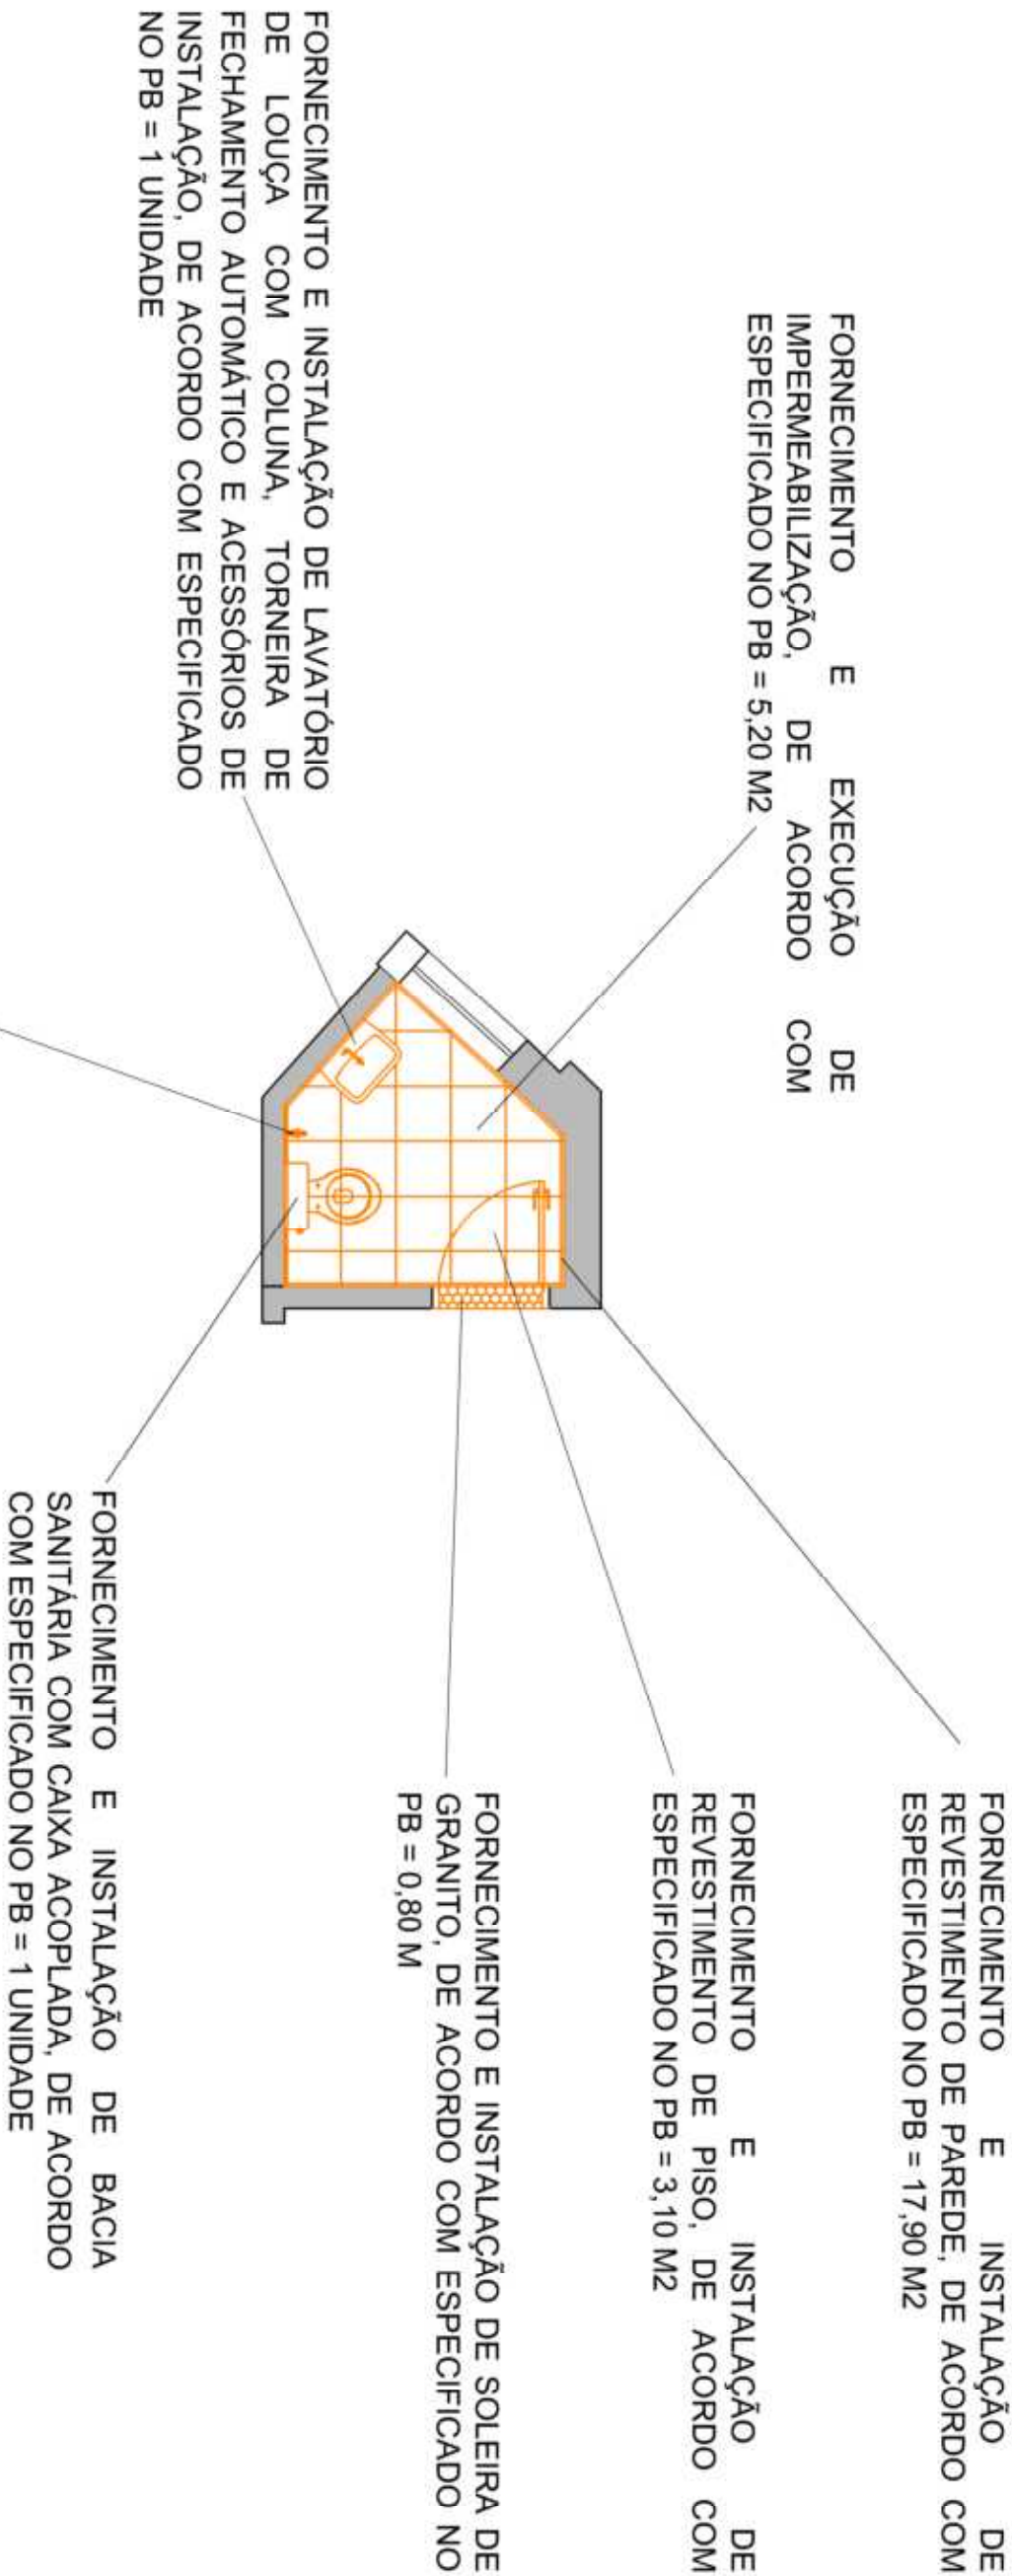 FORNECIMENTO E INSTALAÇÃO DE
REVESTIMENTO DE PAREDE, DE ACORDO COM
ESPECIFICADO NO PB = 17,90 M2
FORNECIMENTO E EXECUÇÃO DE
IMPERMEABILIZAÇÃO, DE ACORDO COM
ESPECIFICADO NO PB = 5,20 M2
FORNECIMENTO E INSTALAÇÃO DE
REVESTIMENTO DE PISO, DE ACORDO COM
ESPECIFICADO NO PB = 3,10 M2
FORNECIMENTO E INSTALAÇÃO DE SOLEIRA DE
GRANITO, DE ACORDO COM ESPECIFICADO NO
PB = 0,80 M
FORNECIMENTO E INSTALAÇÃO DE LAVATÓRIO
DE LOUÇA COM COLUNA, TORNEIRA DE
FECHAMENTO AUTOMÁTICO E ACESSÓRIOS DE
INSTALAÇÃO, DE ACORDO COM ESPECIFICADO
NO PB = 1 UNIDADE
FORNECIMENTO E INSTALAÇÃO DE BACIA
SANITÁRIA COM CAIXA ACOPLADA, DE ACORDO
COM ESPECIFICADO NO PB = 1 UNIDADE